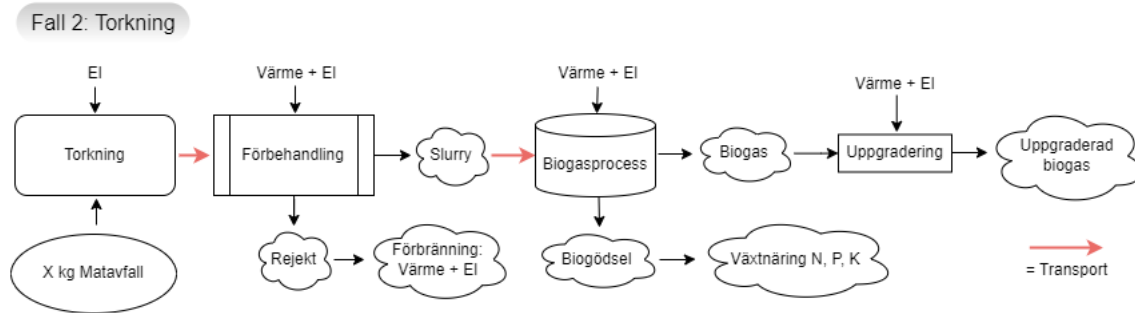 Fall 2: Torkning
El
Värme + El
Värme + El
Värme + El
Torkning
Förbehandling
Slurry
Biogasprocess
Biogas
Uppgradering
Uppgraderad
biogas
X kg Matavfall
Rejekt
Förbränning:
Värme + El
Biogödsel
Växtnäring N, P, K
= Transport